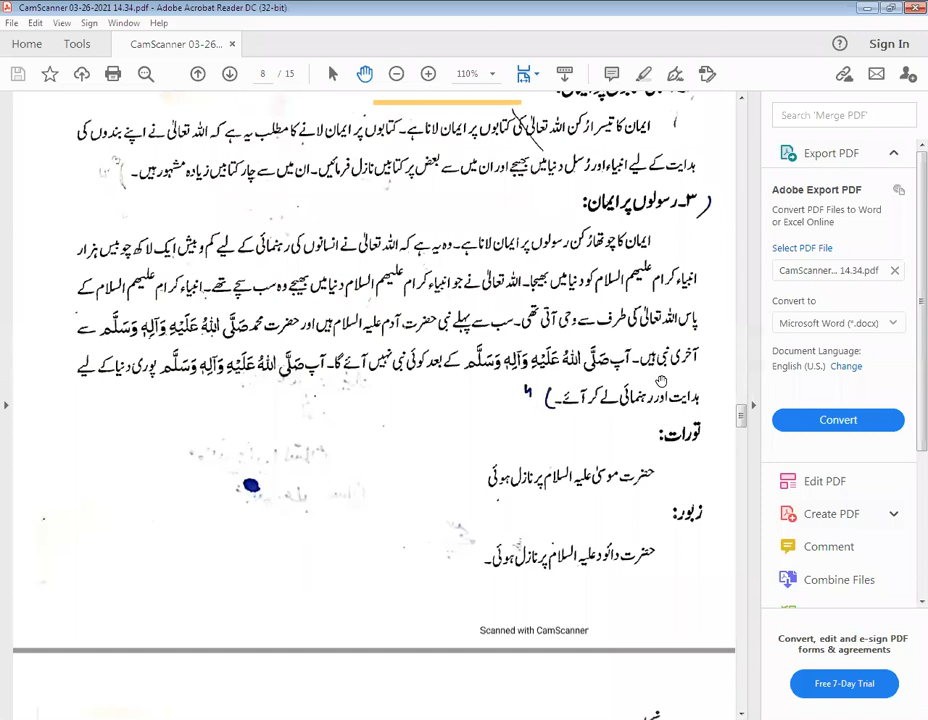 CamScanner 03-26-2021 14.34.pdf - Adobe Acrobat Reader DC (32-bit)
File Edit View Sign Window Help
Home Tools CamScanner 03-26... × Sign In
8 / 15 110%
ایمان کا تیسرا رکن اللہ تعالیٰ کی کتابوں پر ایمان لانا ہے۔ کتابوں پر ایمان لانے کا مطلب یہ ہے کہ اللہ تعالیٰ نے اپنے بندوں کی
ہدایت کے لیے انبیاء اور رُسل دنیا میں بھیجے اور ان میں سے بعض پر کتابیں نازل فرمائیں۔ ان میں سے چار کتابیں زیادہ مشہور ہیں۔
۳۔ رسولوں پر ایمان:
ایمان کا چوتھا رکن رسولوں پر ایمان لانا ہے۔ وہ یہ ہے کہ اللہ تعالیٰ نے انسانوں کی رہنمائی کے لیے کم و بیش ایک لاکھ چوبیس ہزار
انبیاء کرام علیھم السلام کو دنیا میں بھیجا۔ اللہ تعالیٰ نے جو انبیاء کرام علیھم السلام دنیا میں بھیجے وہ سب سچے تھے۔ انبیاء کرام علیھم السلام کے
پاس اللہ تعالیٰ کی طرف سے وحی آتی تھی۔ سب سے پہلے نبی حضرت آدم علیہ السلام ہیں اور حضرت محمد صَلَّی اللہُ عَلَیْہِ وَآلِہٖ وَسَلَّم سے
آخری نبی ہیں۔ آپ صَلَّی اللہُ عَلَیْہِ وَآلِہٖ وَسَلَّم کے بعد کوئی نبی نہیں آئے گا۔ آپ صَلَّی اللہُ عَلَیْہِ وَآلِہٖ وَسَلَّم پوری دنیا کے لیے
ہدایت اور رہنمائی لے کر آئے۔
تورات:
حضرت موسیٰ علیہ السلام پر نازل ہوئی
زبور:
حضرت دائود علیہ السلام پر نازل ہوئی۔
Scanned with CamScanner
Search 'Merge PDF'
Export PDF
Adobe Export PDF
Convert PDF Files to Word
or Excel Online
Select PDF File
CamScanner... 14.34.pdf ×
Convert to
Microsoft Word (*.docx)
Document Language:
English (U.S.) Change
Convert
Edit PDF
Create PDF
Comment
Combine Files
Convert, edit and e-sign PDF
forms & agreements
Free 7-Day Trial